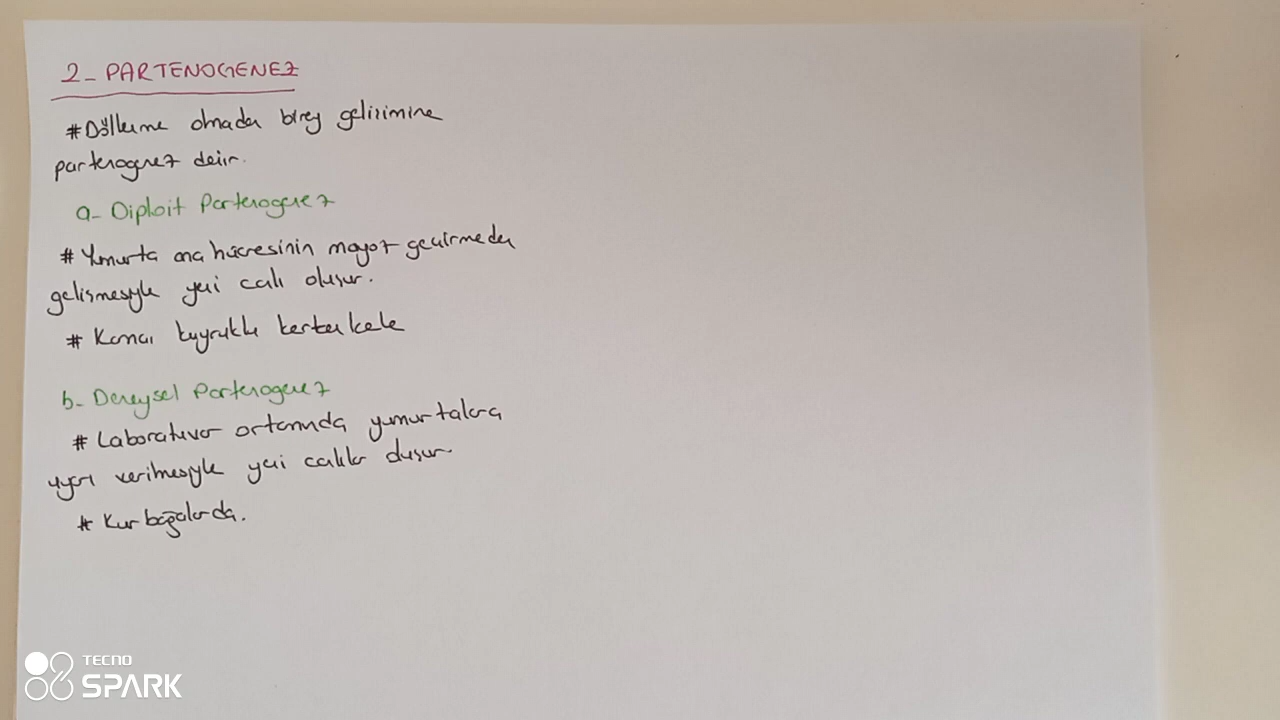 2- PARTENOGENEZ
# Döllenme olmadan birey gelişimine
partenogenez denir.
a- Diploit Partenogenez
# Yumurta ana hücresinin mayoz geçirmeden
gelişmesiyle yeni canlı oluşur.
# Kamçı kuyruklu kertenkele
b- Deneysel Partenogenez
# Laboratuvar ortamında yumurtalara
uyarı verilmesiyle yeni canlılar oluşur.
# Kurbağalarda.
TECNO
SPARK